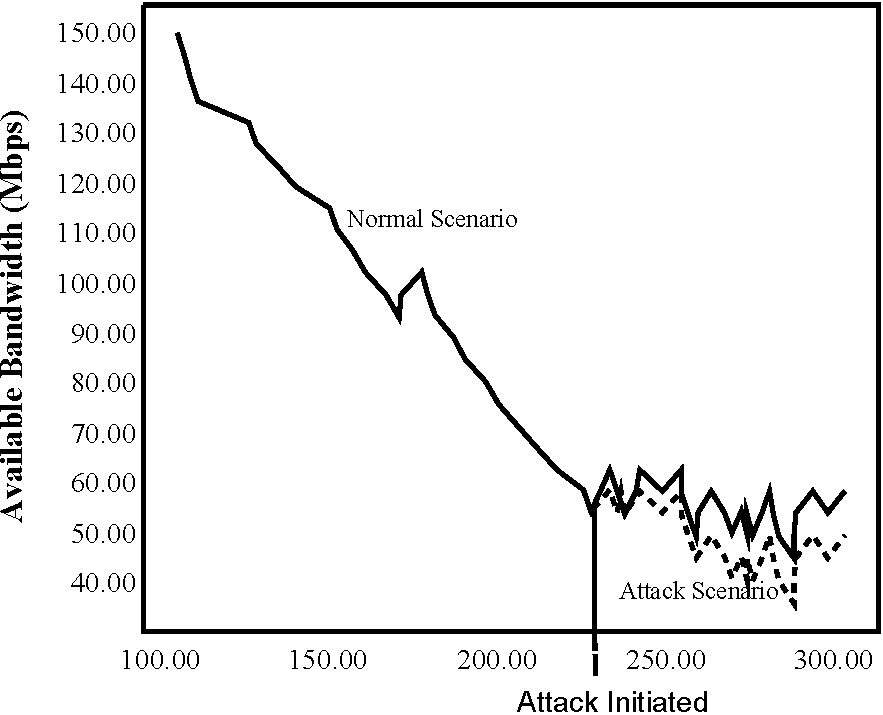 Available Bandwidth (Mbps)
150.00
140.00
130.00
120.00
110.00
100.00
90.00
80.00
70.00
60.00
50.00
40.00
Normal Scenario
Attack Scenario
100.00 150.00 200.00 250.00 300.00
Attack Initiated